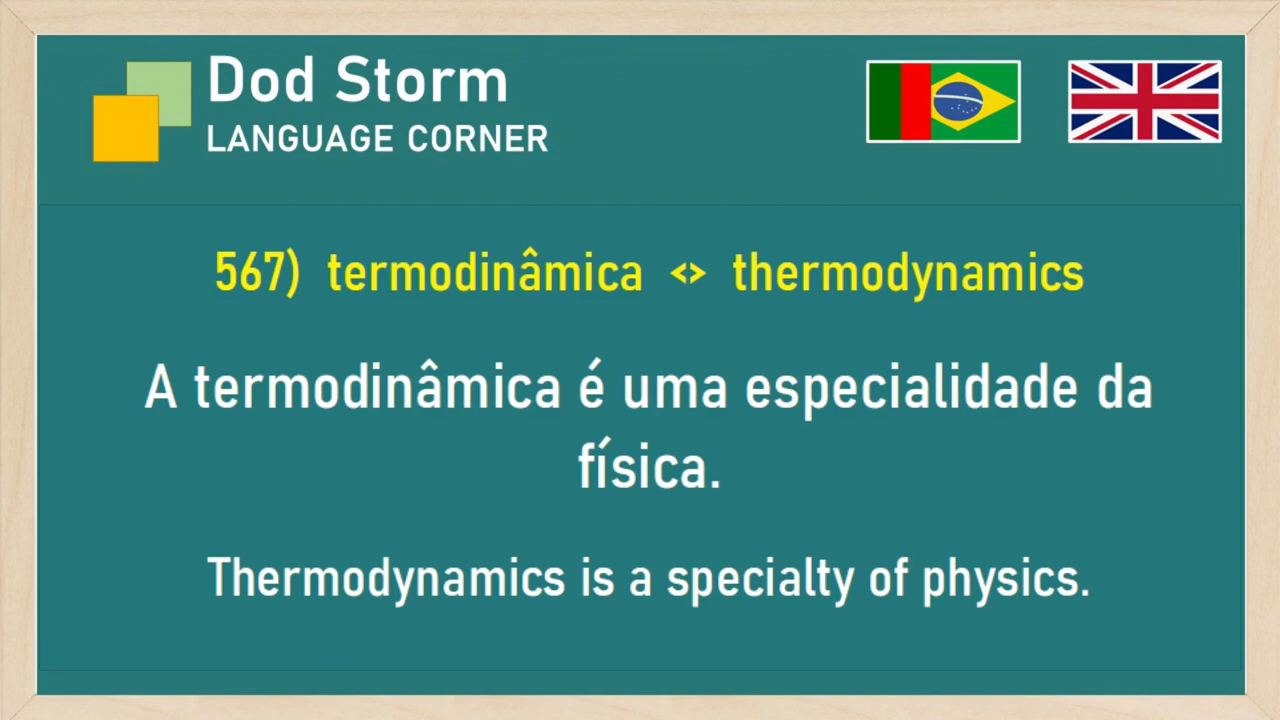 Dod Storm
LANGUAGE CORNER
567) termodinâmica <> thermodynamics
A termodinâmica é uma especialidade da
física.
Thermodynamics is a specialty of physics.